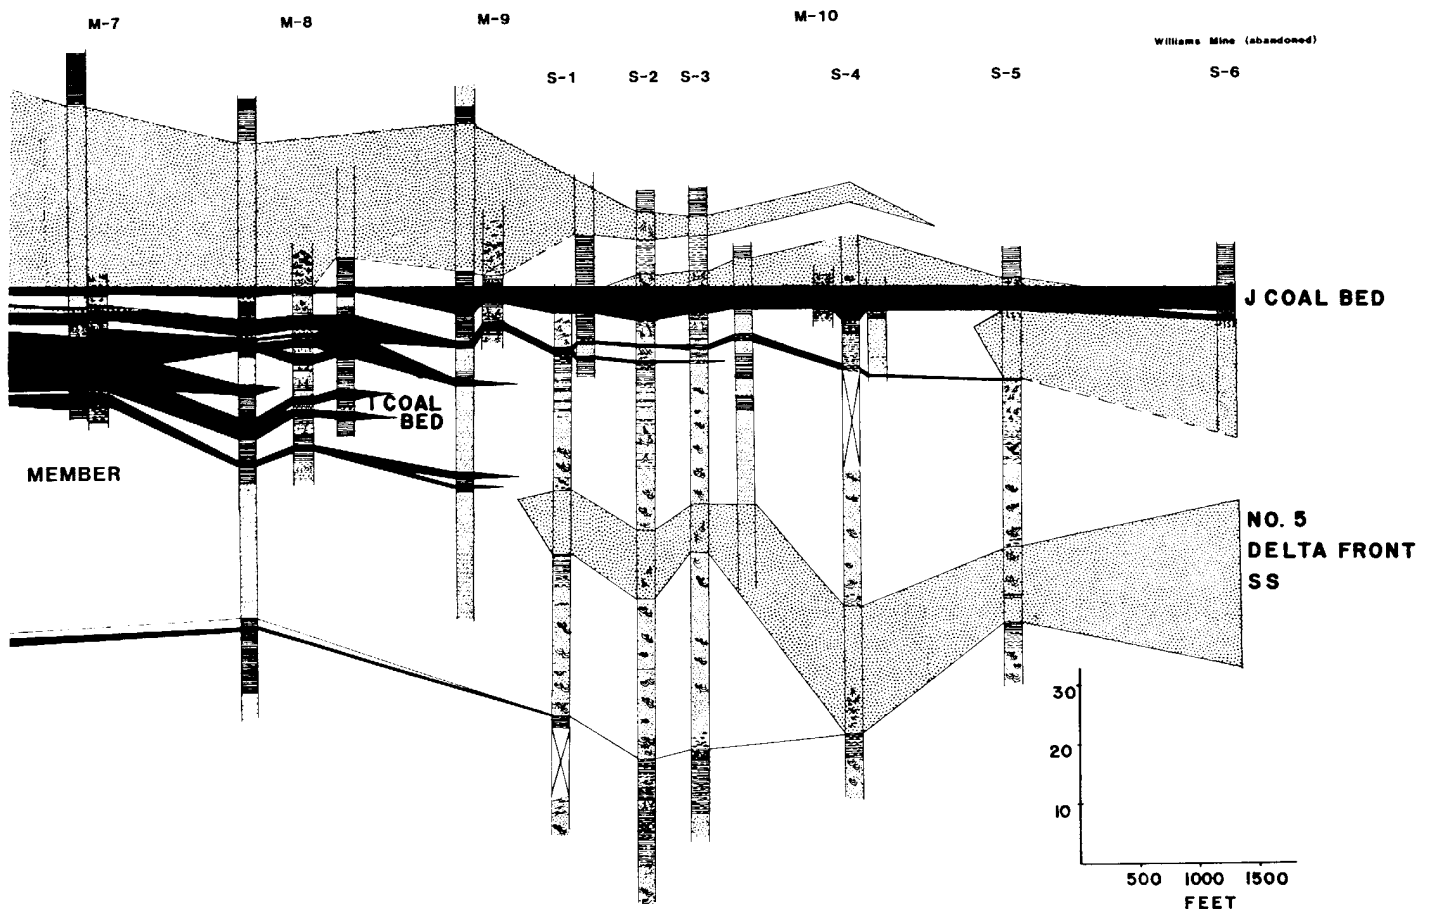 M-7 M-8 M-9 M-10
Williams Mine (abandoned)
S-1 S-2 S-3 S-4 S-5 S-6
J COAL BED
I COAL
BED
MEMBER
NO. 5
DELTA FRONT
SS
30
20
10
500 1000 1500
FEET